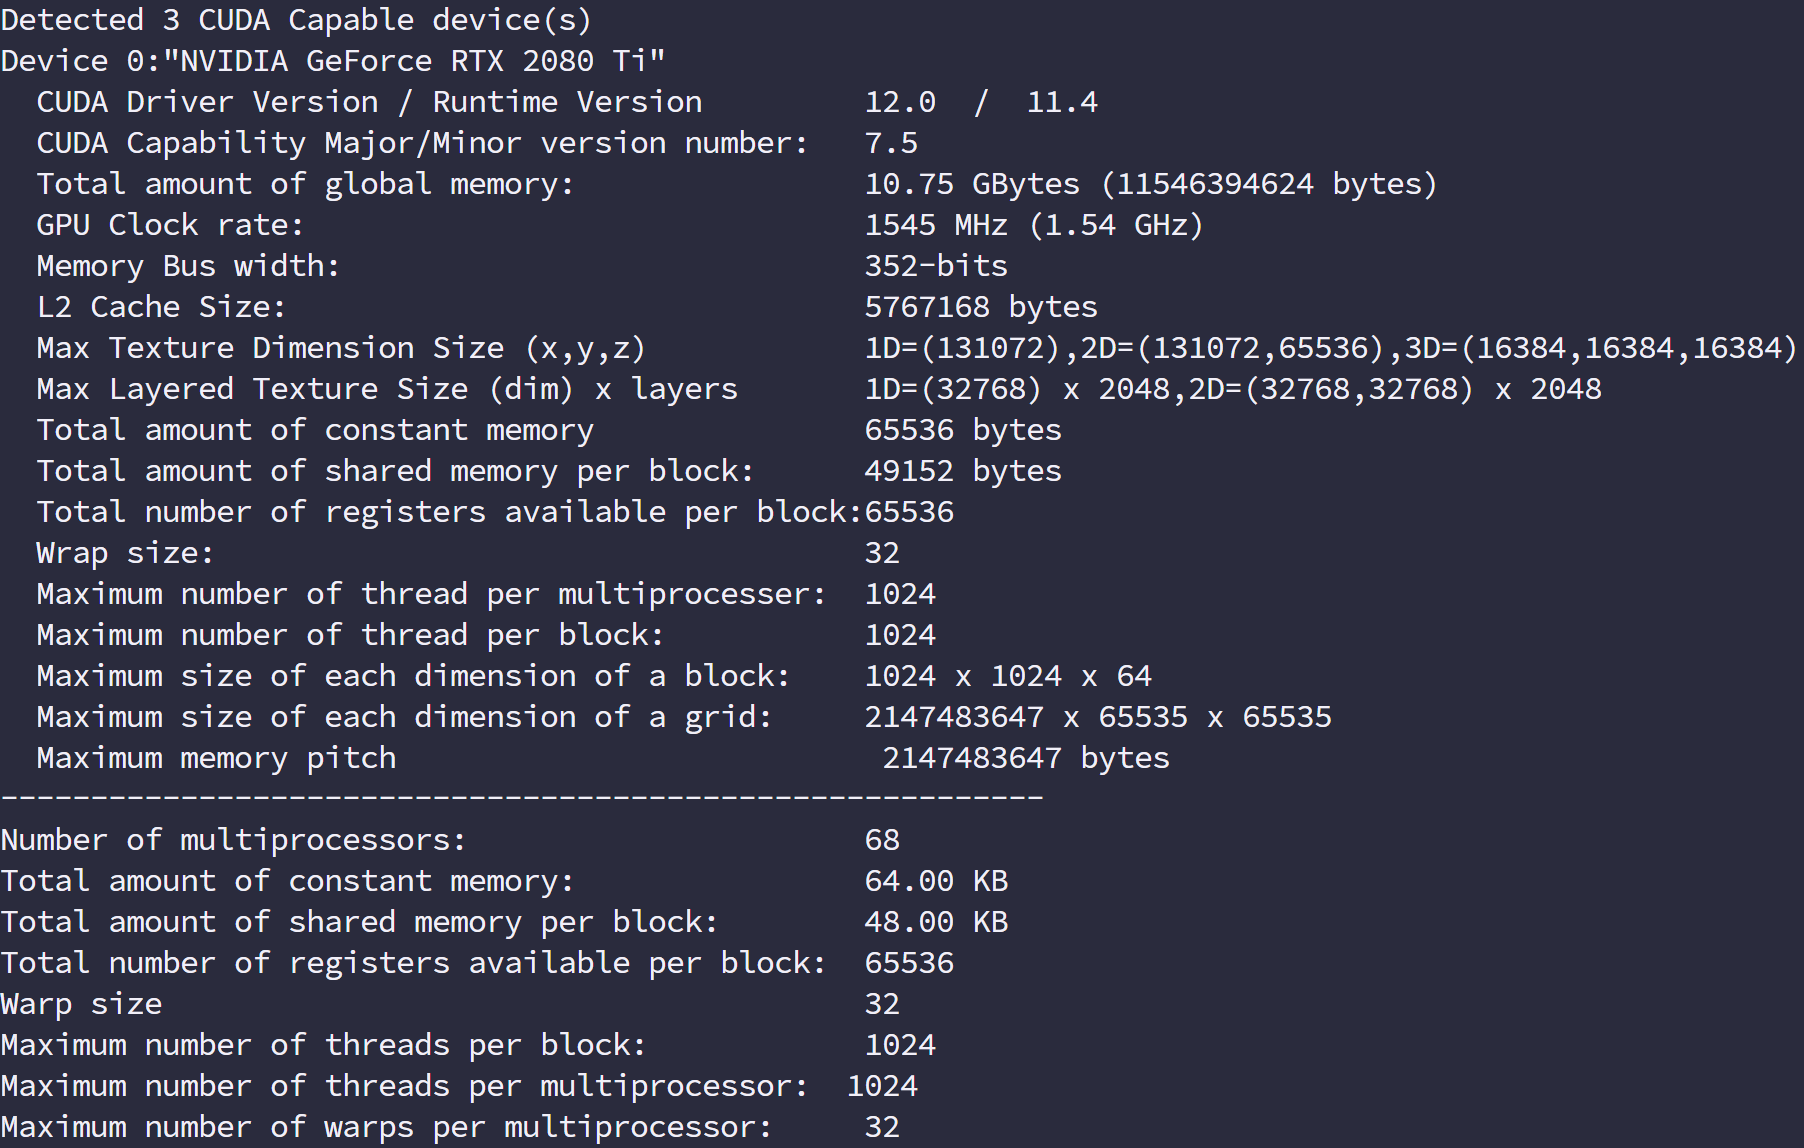 Detected 3 CUDA Capable device(s)
Device 0:"NVIDIA GeForce RTX 2080 Ti"
  CUDA Driver Version / Runtime Version         12.0  /  11.4
  CUDA Capability Major/Minor version number:   7.5
  Total amount of global memory:                10.75 GBytes (11546394624 bytes)
  GPU Clock rate:                               1545 MHz (1.54 GHz)
  Memory Bus width:                             352-bits
  L2 Cache Size:                                5767168 bytes
  Max Texture Dimension Size (x,y,z)            1D=(131072),2D=(131072,65536),3D=(16384,16384,16384)
  Max Layered Texture Size (dim) x layers       1D=(32768) x 2048,2D=(32768,32768) x 2048
  Total amount of constant memory               65536 bytes
  Total amount of shared memory per block:      49152 bytes
  Total number of registers available per block:65536
  Wrap size:                                    32
  Maximum number of thread per multiprocesser:  1024
  Maximum number of thread per block:           1024
  Maximum size of each dimension of a block:    1024 x 1024 x 64
  Maximum size of each dimension of a grid:     2147483647 x 65535 x 65535
  Maximum memory pitch                           2147483647 bytes
----------------------------------------------------------
Number of multiprocessors:                      68
Total amount of constant memory:                64.00 KB
Total amount of shared memory per block:        48.00 KB
Total number of registers available per block:  65536
Warp size                                       32
Maximum number of threads per block:            1024
Maximum number of threads per multiprocessor:  1024
Maximum number of warps per multiprocessor:     32